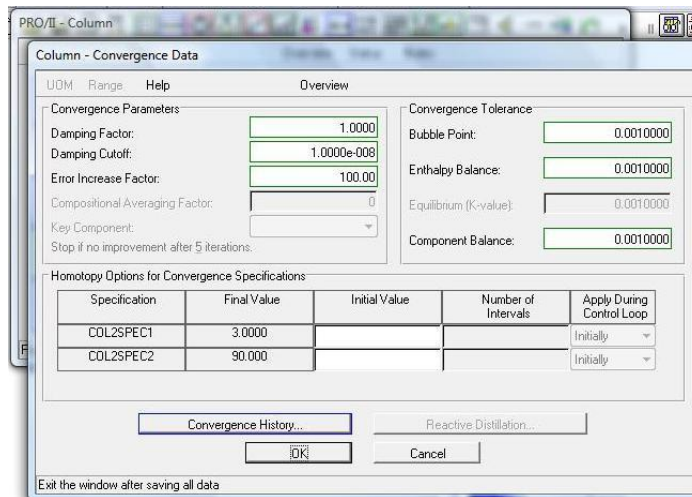 PRO/II - Column
Column - Convergence Data
UOM Range Help Overview
Convergence Parameters
Damping Factor: 1.0000
Damping Cutoff: 1.0000e-008
Error Increase Factor: 100.00
Compositional Averaging Factor: 0
Key Component:
Stop if no improvement after 5 iterations.
Convergence Tolerance
Bubble Point: 0.0010000
Enthalpy Balance: 0.0010000
Equilibrium (K-value): 0.0010000
Component Balance: 0.0010000
Homotopy Options for Convergence Specifications
Specification Final Value Initial Value Number of Intervals Apply During Control Loop
COL2SPEC1 3.0000 Initially
COL2SPEC2 90.000 Initially
Convergence History... Reactive Distillation...
OK Cancel
Exit the window after saving all data